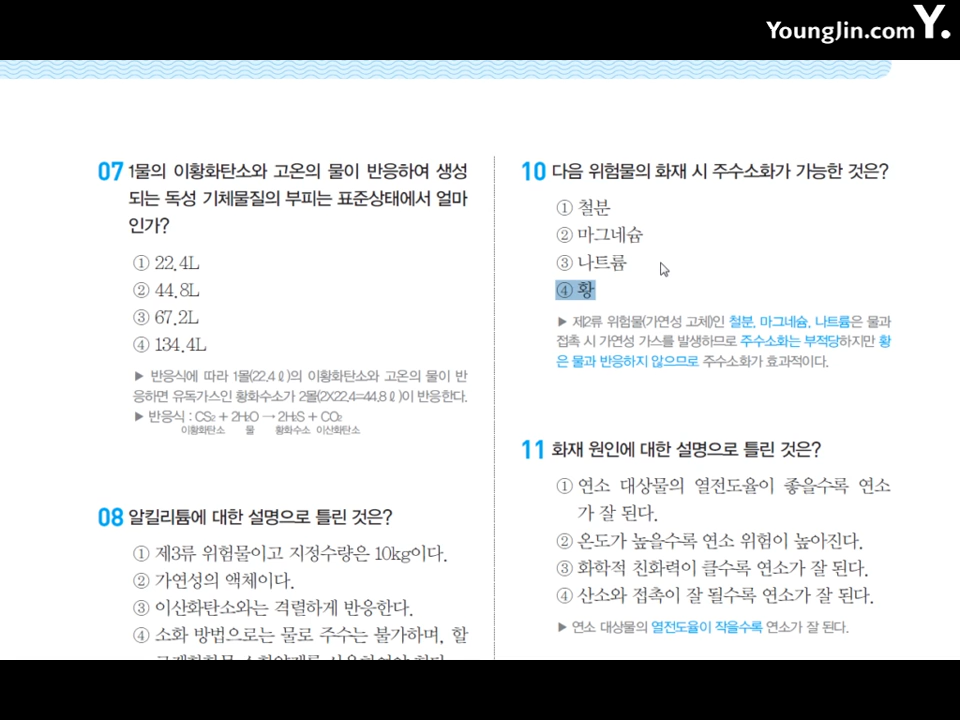 YoungJin.com Y.
07 1몰의 이황화탄소와 고온의 물이 반응하여 생성
되는 독성 기체물질의 부피는 표준상태에서 얼마
인가?
① 22.4L
② 44.8L
③ 67.2L
④ 134.4L
▶ 반응식에 따라 1몰(22.4ℓ)의 이황화탄소와 고온의 물이 반
응하면 유독가스인 황화수소가 2몰(2X22.4=44.8ℓ)이 반응한다.
▶ 반응식 : CS₂ + 2H₂O → 2H₂S + CO₂
이황화탄소 물 황화수소 이산화탄소
08 알킬리튬에 대한 설명으로 틀린 것은?
① 제3류 위험물이고 지정수량은 10kg이다.
② 가연성의 액체이다.
③ 이산화탄소와는 격렬하게 반응한다.
④ 소화 방법으로는 물로 주수는 불가하며, 할
10 다음 위험물의 화재 시 주수소화가 가능한 것은?
① 철분
② 마그네슘
③ 나트륨
④ 황
▶ 제2류 위험물(가연성 고체)인 철분, 마그네슘, 나트륨은 물과
접촉 시 가연성 가스를 발생하므로 주수소화는 부적당하지만 황
은 물과 반응하지 않으므로 주수소화가 효과적이다.
11 화재 원인에 대한 설명으로 틀린 것은?
① 연소 대상물의 열전도율이 좋을수록 연소
가 잘 된다.
② 온도가 높을수록 연소 위험이 높아진다.
③ 화학적 친화력이 클수록 연소가 잘 된다.
④ 산소와 접촉이 잘 될수록 연소가 잘 된다.
▶ 연소 대상물의 열전도율이 작을수록 연소가 잘 된다.